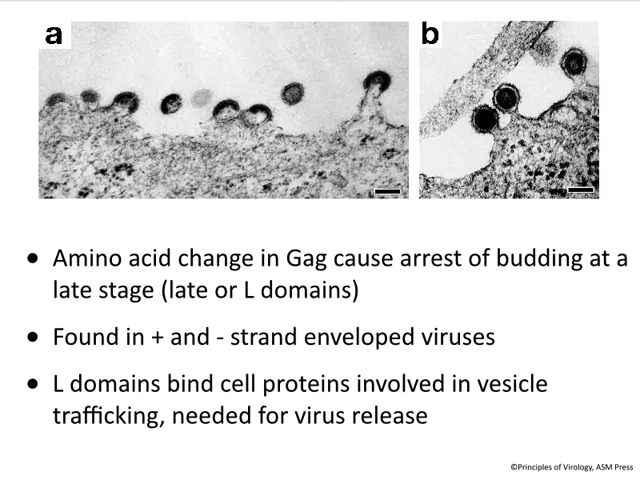 a
b
Amino acid change in Gag cause arrest of budding at a
late stage (late or L domains)
Found in + and - strand enveloped viruses
L domains bind cell proteins involved in vesicle
trafficking, needed for virus release
©Principles of Virology, ASM Press